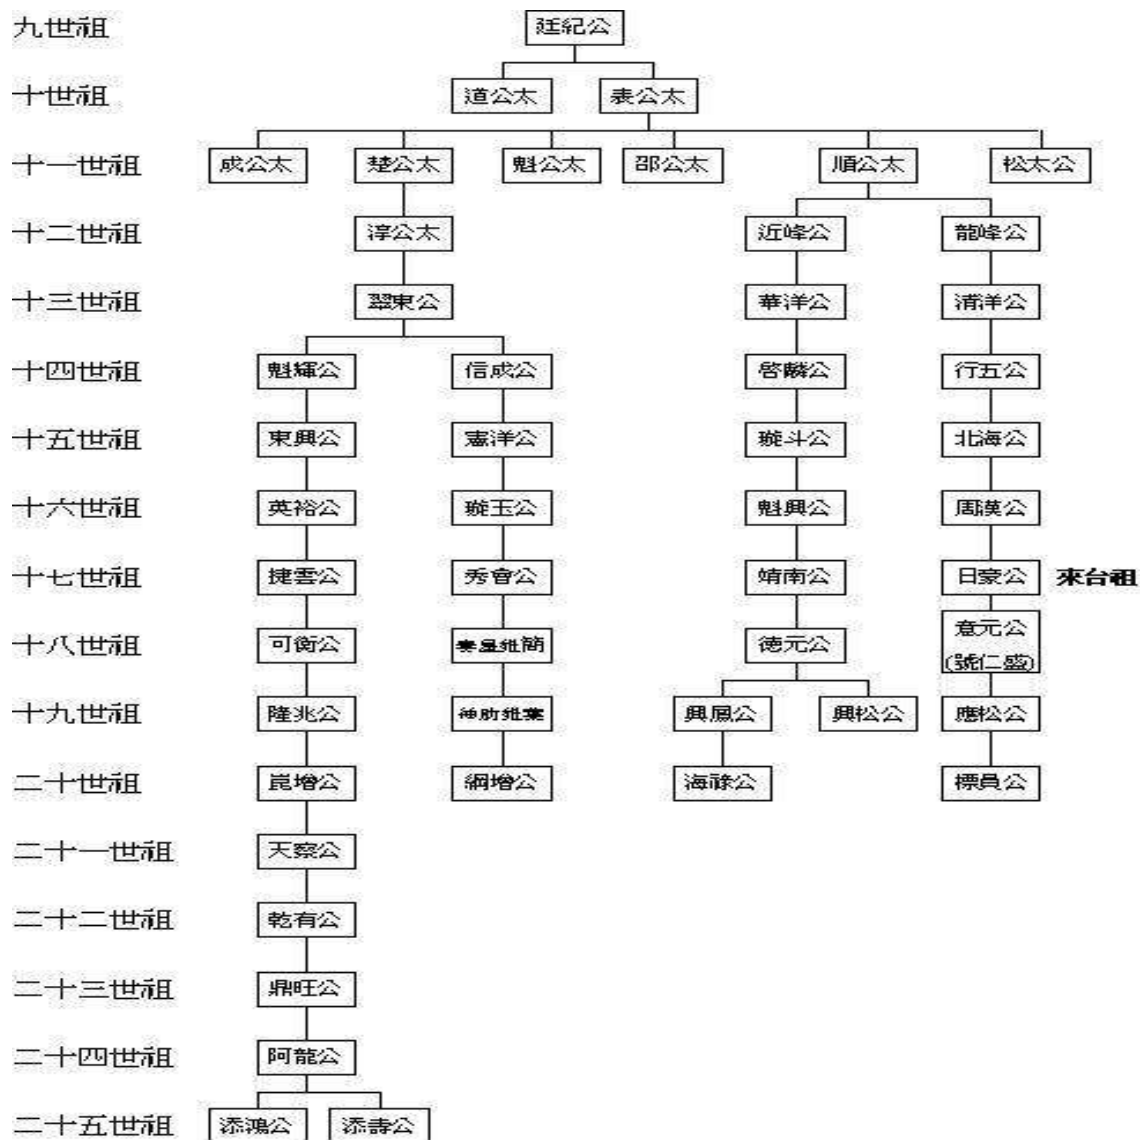 九世祖 廷紀公
十世祖 道公太 表公太
十一世祖 成公太 楚公太 魁公太 邵公太 順公太 松太公
十二世祖 淳公太 近峰公 龍峰公
十三世祖 翠東公 華洋公 清洋公
十四世祖 魁輝公 信成公 啓麟公 行五公
十五世祖 東興公 憲洋公 璇斗公 北海公
十六世祖 英裕公 璇玉公 魁興公 周漢公
十七世祖 捷雲公 秀會公 靖南公 日豪公 來台祖
十八世祖 可衡公 德元公 意元公
(號仁盛)
十九世祖 隆兆公 興鳳公 興松公 應松公
二十世祖 崑增公 綱增公 海祿公 標員公
二十一世祖 天察公
二十二世祖 乾有公
二十三世祖 鼎旺公
二十四世祖 阿龍公
二十五世祖 添鴻公 添壽公